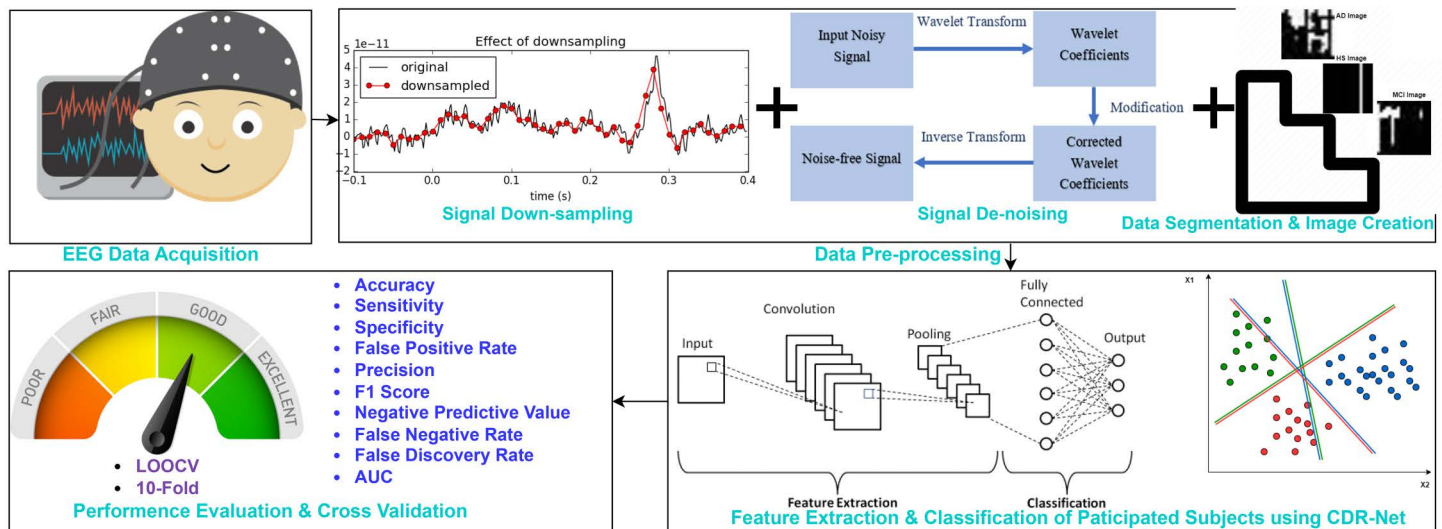 EEG Data Acquisition
1e−11
Effect of downsampling
original
downsampled
5
4
3
2
1
0
−1
−2
−0.1 0.0 0.1 0.2 0.3 0.4
time (s)
Signal Down-sampling
Input Noisy
Signal
Wavelet Transform
Wavelet
Coefficients
Modification
Corrected
Wavelet
Coefficients
Inverse Transform
Noise-free Signal
Signal De-noising
AD Image
HS Image
MCI Image
Data Segmentation & Image Creation
Data Pre-processing
POOR
FAIR
GOOD
EXCELLENT
• LOOCV
• 10-Fold
• Accuracy
• Sensitivity
• Specificity
• False Positive Rate
• Precision
• F1 Score
• Negative Predictive Value
• False Negative Rate
• False Discovery Rate
• AUC
Performence Evaluation & Cross Validation
Input
Convolution
Pooling
Fully
Connected
Output
Feature Extraction
Classification
X1
X2
Feature Extraction & Classification of Paticipated Subjects using CDR-Net